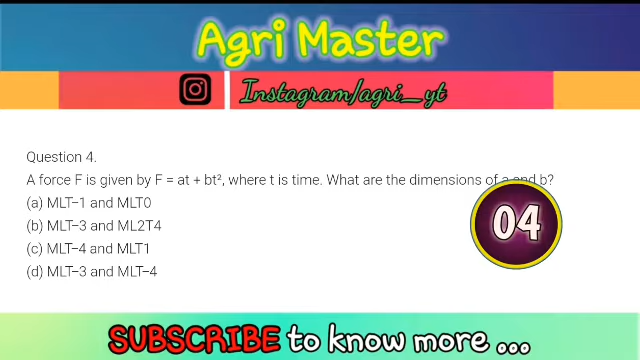 Agri Master
Instagram/agri_yt
Question 4.
A force F is given by F = at + bt², where t is time. What are the dimensions of a and b?
(a) MLT–1 and MLT0
(b) MLT–3 and ML2T4
(c) MLT–4 and MLT1
(d) MLT–3 and MLT–4
04
SUBSCRIBE to know more ...